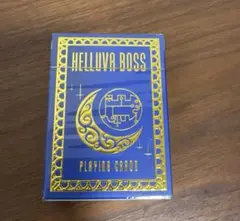 HELLUVA BOSS
PLAYING CARDS